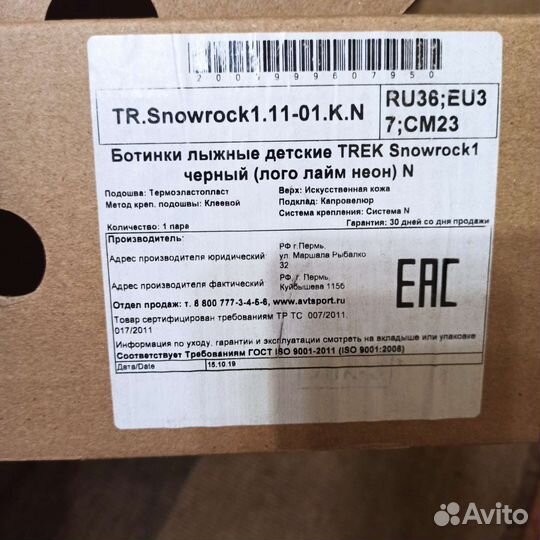 2007999607950
TR.Snowrock1.11-01.K.N
RU36;EU3
7;CM23
Ботинки лыжные детские TREK Snowrock1
черный (лого лайм неон) N
Подошва: Термоэластопласт
Метод креп. подошвы: Клеевой
Верх: Искусственная кожа
Подклад: Капровелюр
Система крепления: Система N
Количество: 1 пара
Гарантия: 30 дней со дня продажи
Производитель:
Адрес производителя юридический
РФ г.Пермь,
ул. Маршала Рыбалко
32
Адрес производителя фактический
РФ, г. Пермь,
Куйбышева 115б
Отдел продаж: т. 8 800 777-3-4-5-6, www.avtsport.ru
Товар сертифицирован требованиям ТР ТС 007/2011,
017/2011
Информация по уходу, гарантии и эксплуатации смотреть на вкладыше или упаковке
Соответствует Требованиям ГОСТ ISO 9001-2011 (ISO 9001:2008)
Дата/Date
15.10.19
EAC
Avito